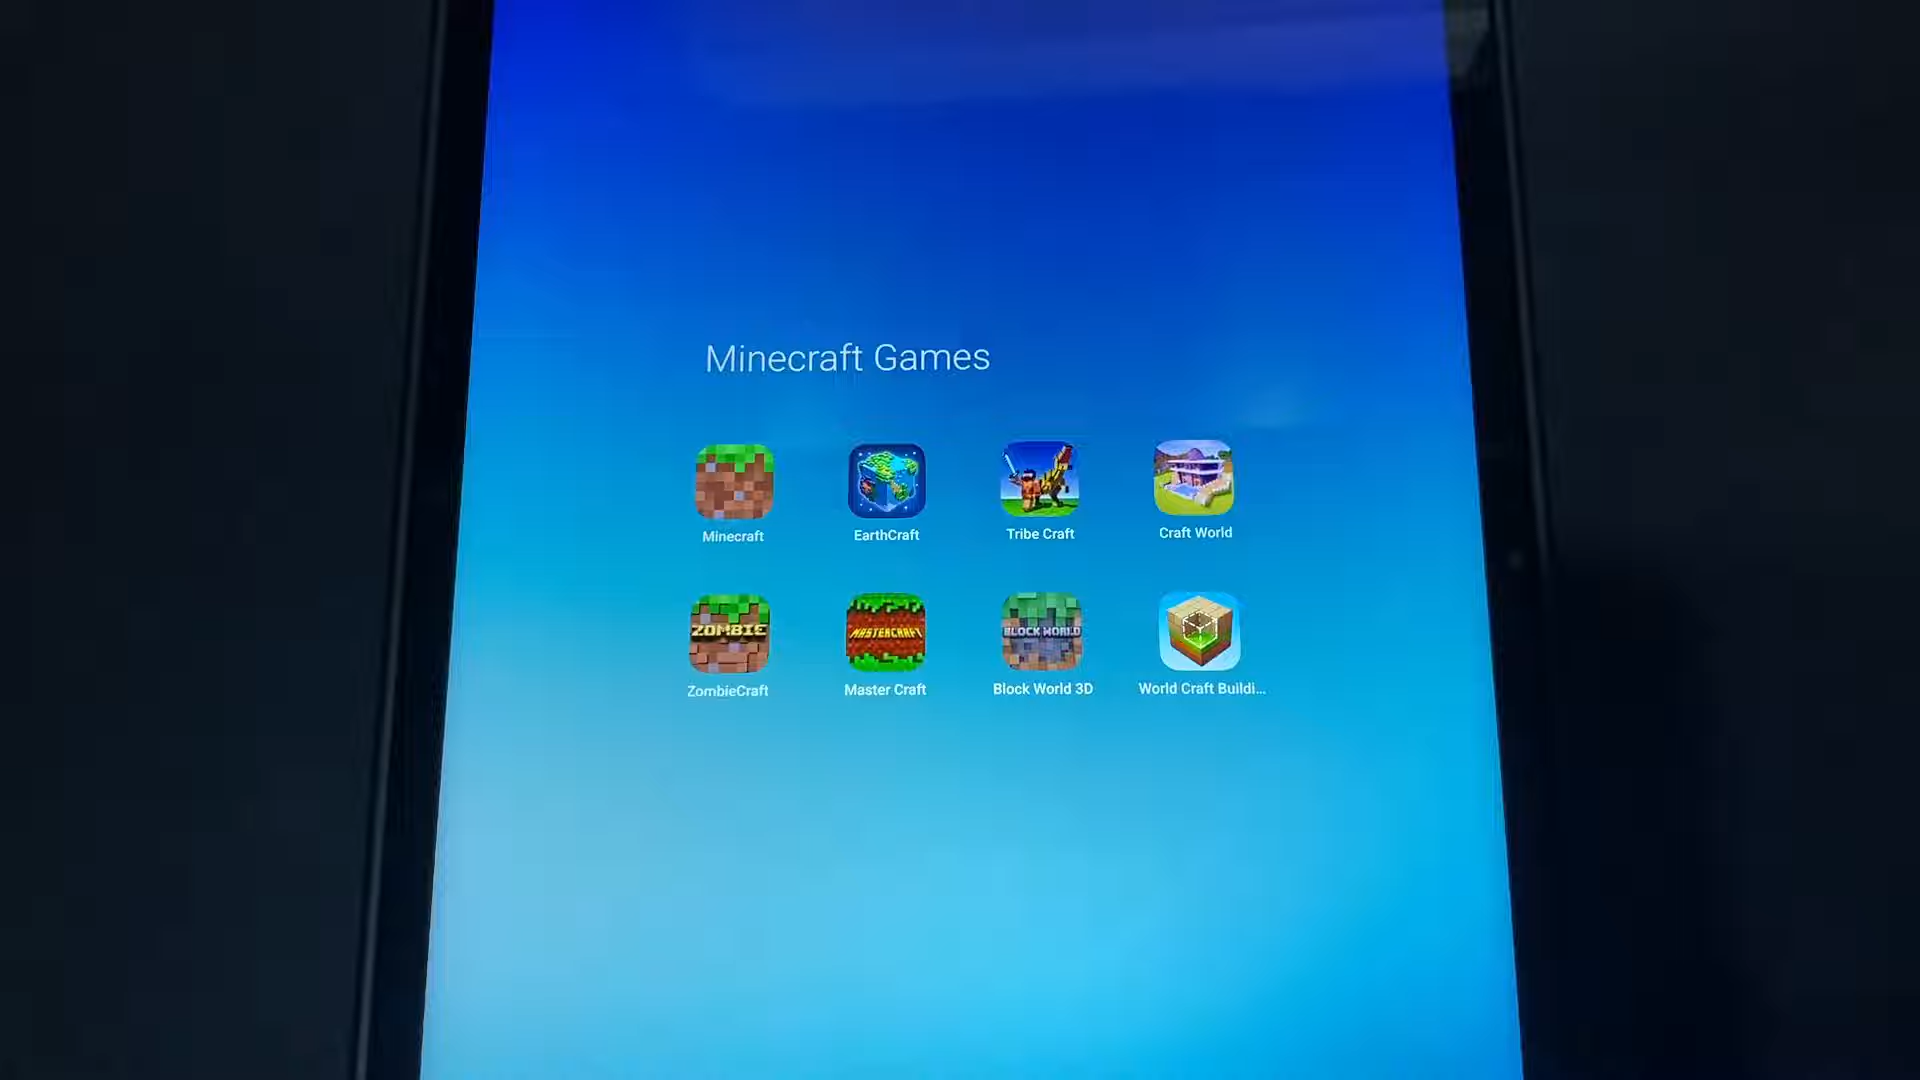 Minecraft Games
Minecraft
EarthCraft
Tribe Craft
Craft World
ZOMBIE
MASTERCRAFT
BLOCK WORLD
ZombieCraft
Master Craft
Block World 3D
World Craft Buildi...